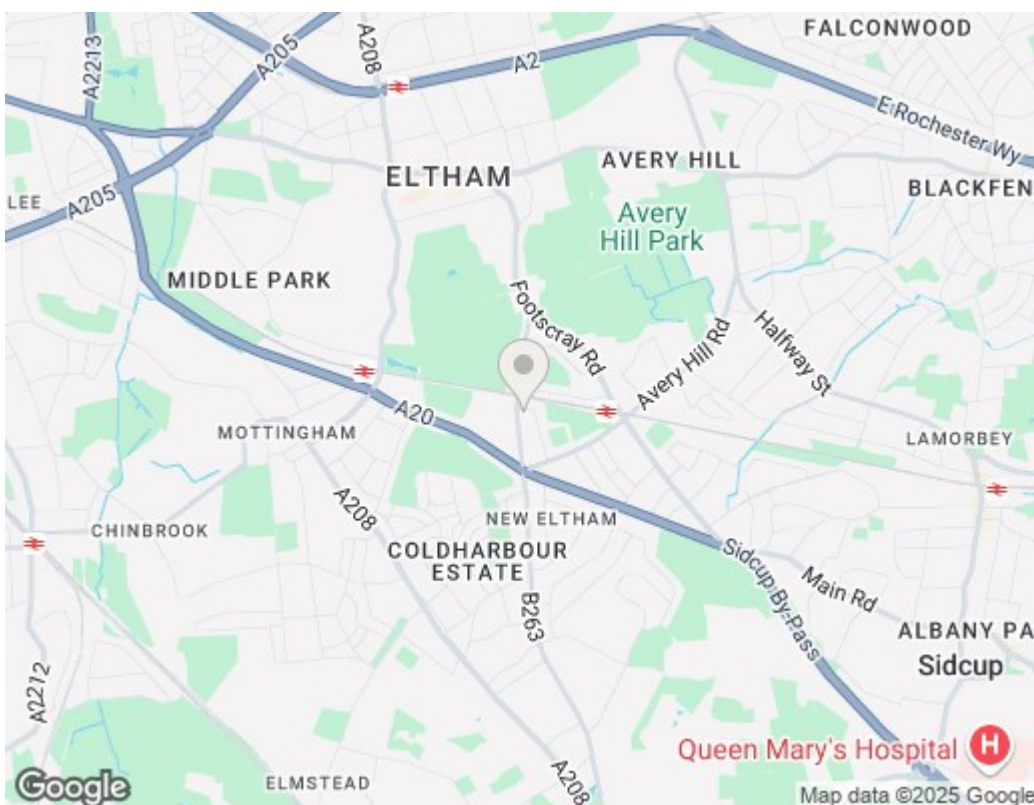 FALCONWOOD
A2213
A205
A208
A2
E Rochester Wy
ELTHAM
AVERY HILL
BLACKFEN
LEE
A205
Avery
Hill Park
MIDDLE PARK
Footscray Rd
Avery Hill Rd
Halfway St
A20
MOTTINGHAM
LAMORBEY
A208
CHINBROOK
NEW ELTHAM
COLDHARBOUR
ESTATE
Sidcup By-Pass
Main Rd
B263
ALBANY PA
Sidcup
A2212
Queen Mary's Hospital
H
ELMSTEAD
A208
Google
Map data ©2025 Google